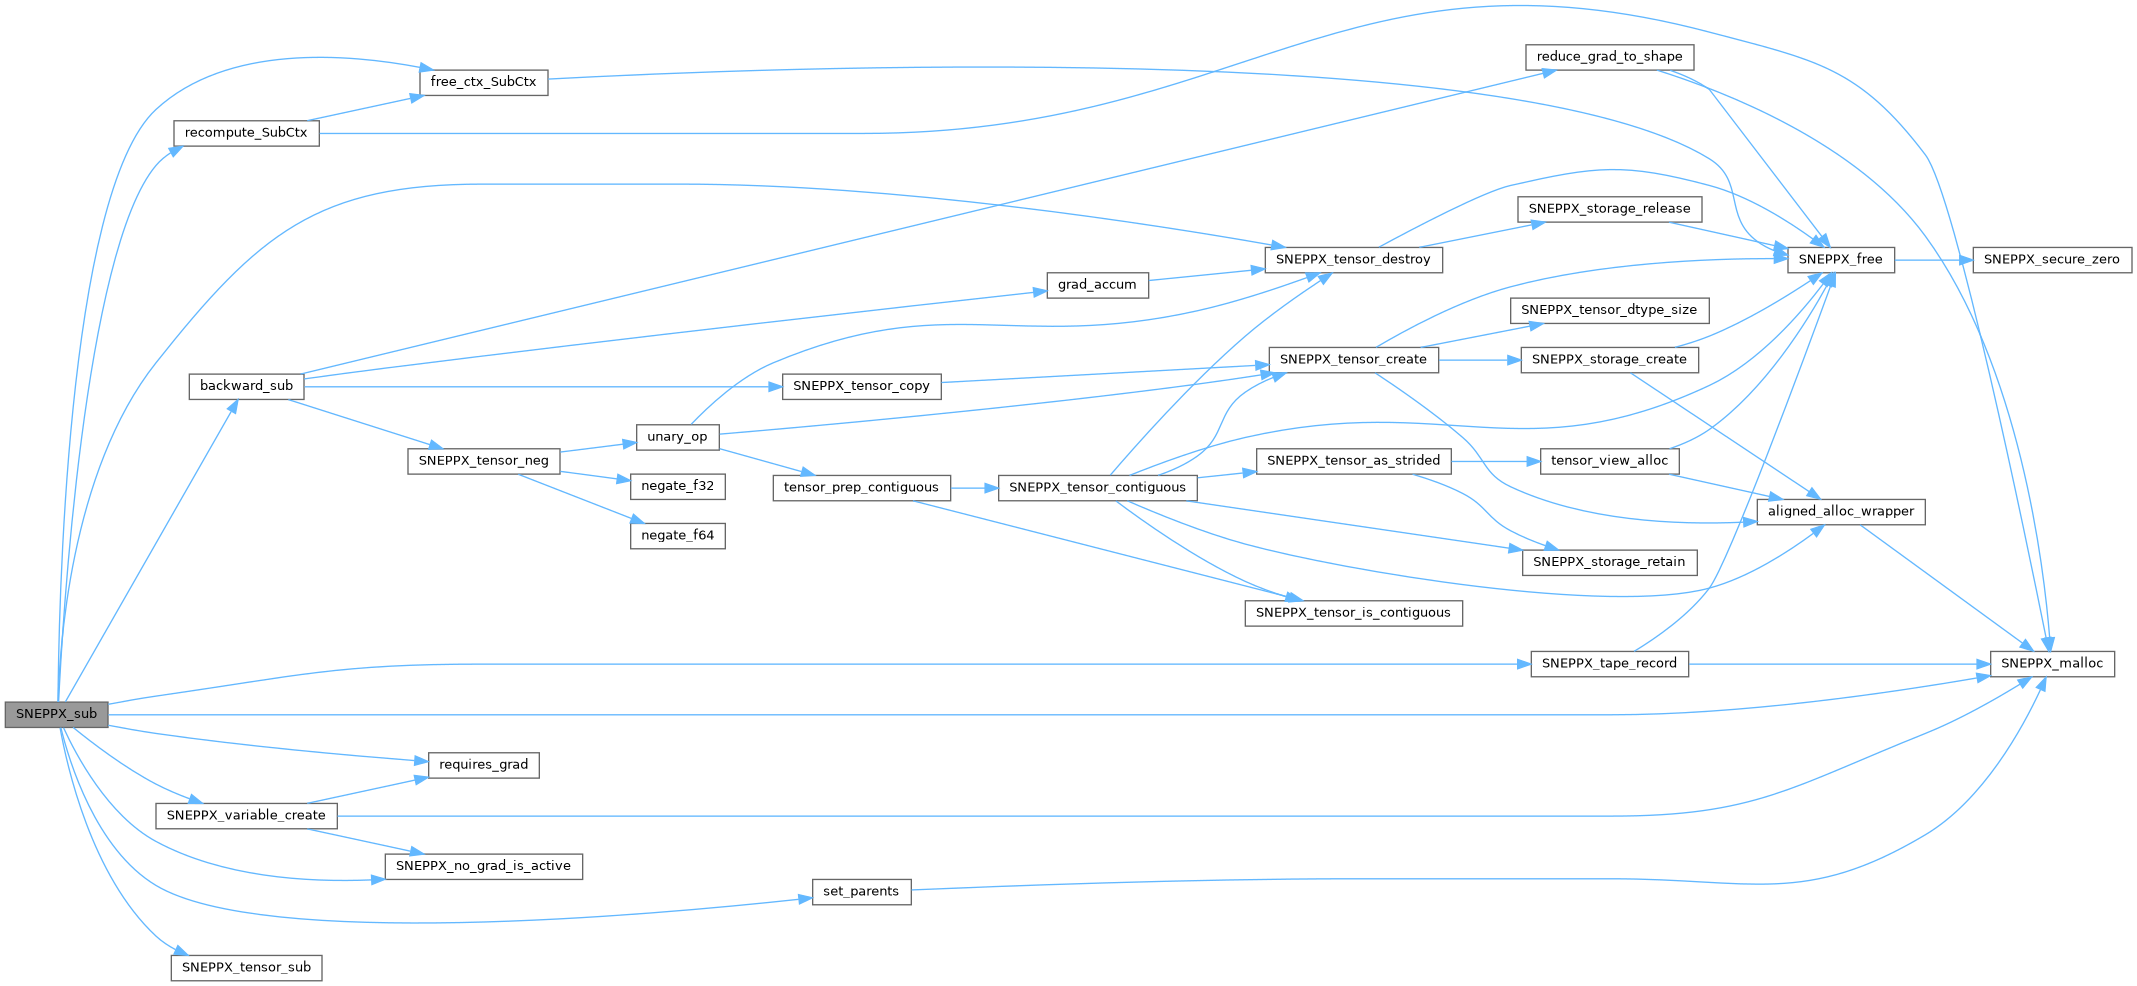 reduce_grad_to_shape
free_ctx_SubCtx
recompute_SubCtx
SNEPPX_storage_release
SNEPPX_tensor_destroy
SNEPPX_free
SNEPPX_secure_zero
grad_accum
SNEPPX_tensor_dtype_size
SNEPPX_tensor_create
SNEPPX_storage_create
backward_sub
SNEPPX_tensor_copy
unary_op
SNEPPX_tensor_neg
SNEPPX_tensor_as_strided
tensor_view_alloc
negate_f32
tensor_prep_contiguous
SNEPPX_tensor_contiguous
aligned_alloc_wrapper
negate_f64
SNEPPX_storage_retain
SNEPPX_tensor_is_contiguous
SNEPPX_tape_record
SNEPPX_malloc
SNEPPX_sub
requires_grad
SNEPPX_variable_create
SNEPPX_no_grad_is_active
set_parents
SNEPPX_tensor_sub